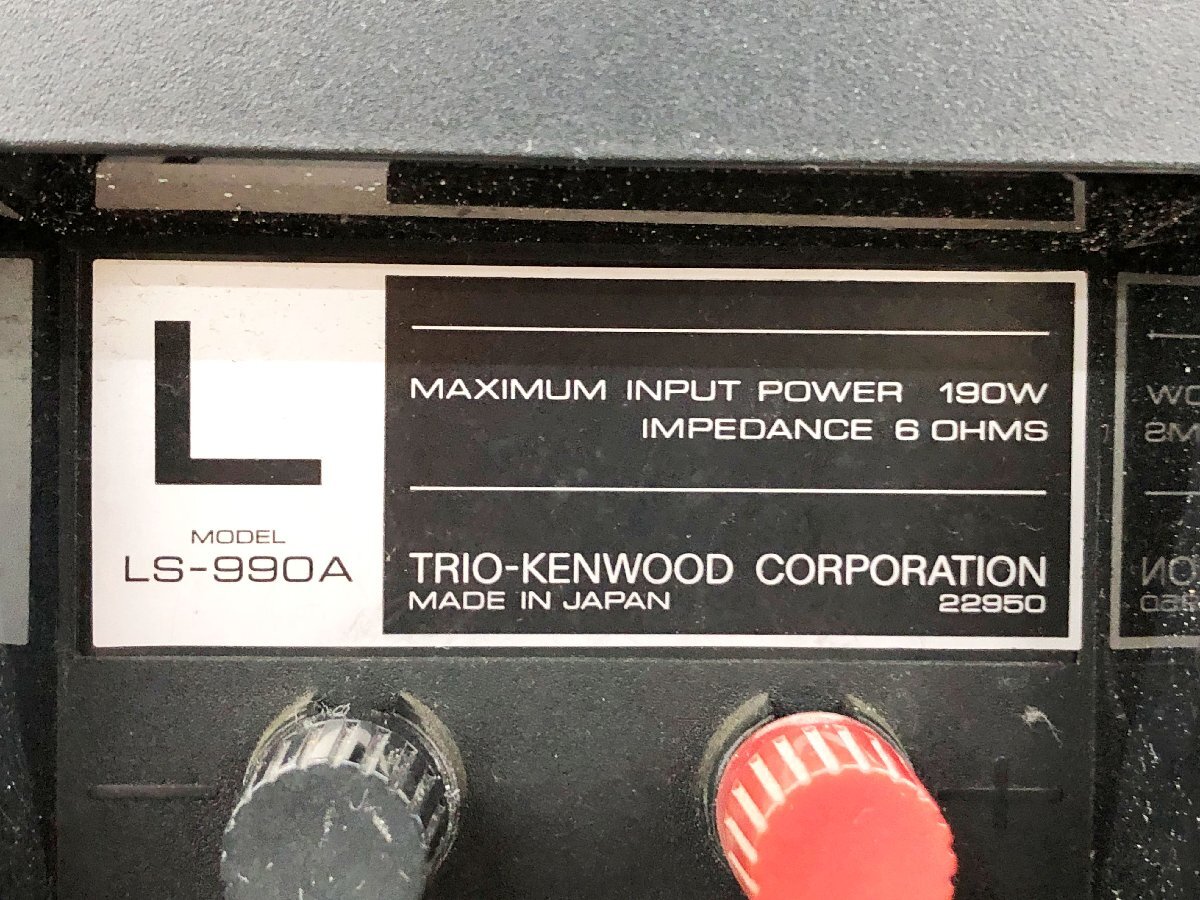 L
MODEL
LS-990A
MAXIMUM INPUT POWER 190W
IMPEDANCE 6 OHMS
TRIO-KENWOOD CORPORATION
MADE IN JAPAN 22950